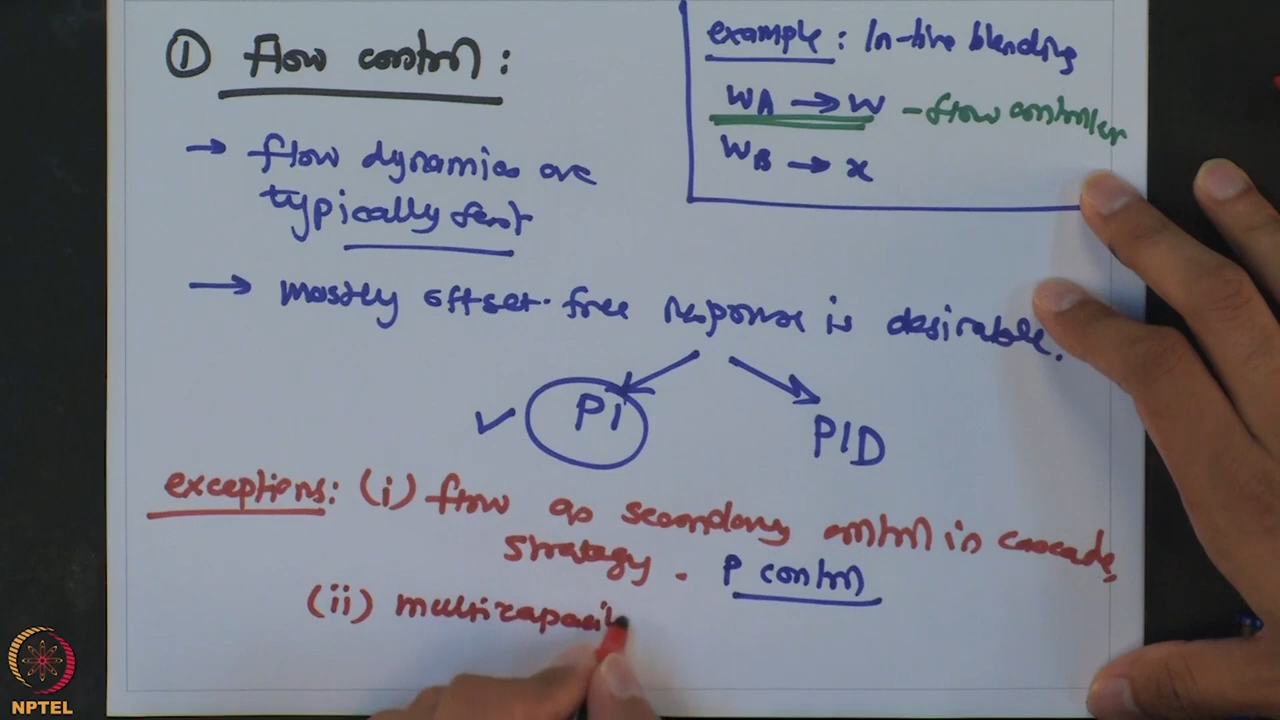 ① Flow control:
→ flow dynamics are
typically fast
→ mostly offset-free response is desirable.
✓ PI PID
exceptions: (i) flow as secondary control in cascade
strategy. P control
(ii) multicapaci
example: In-line blending
WA → W - flow controller
WB → x
NPTEL